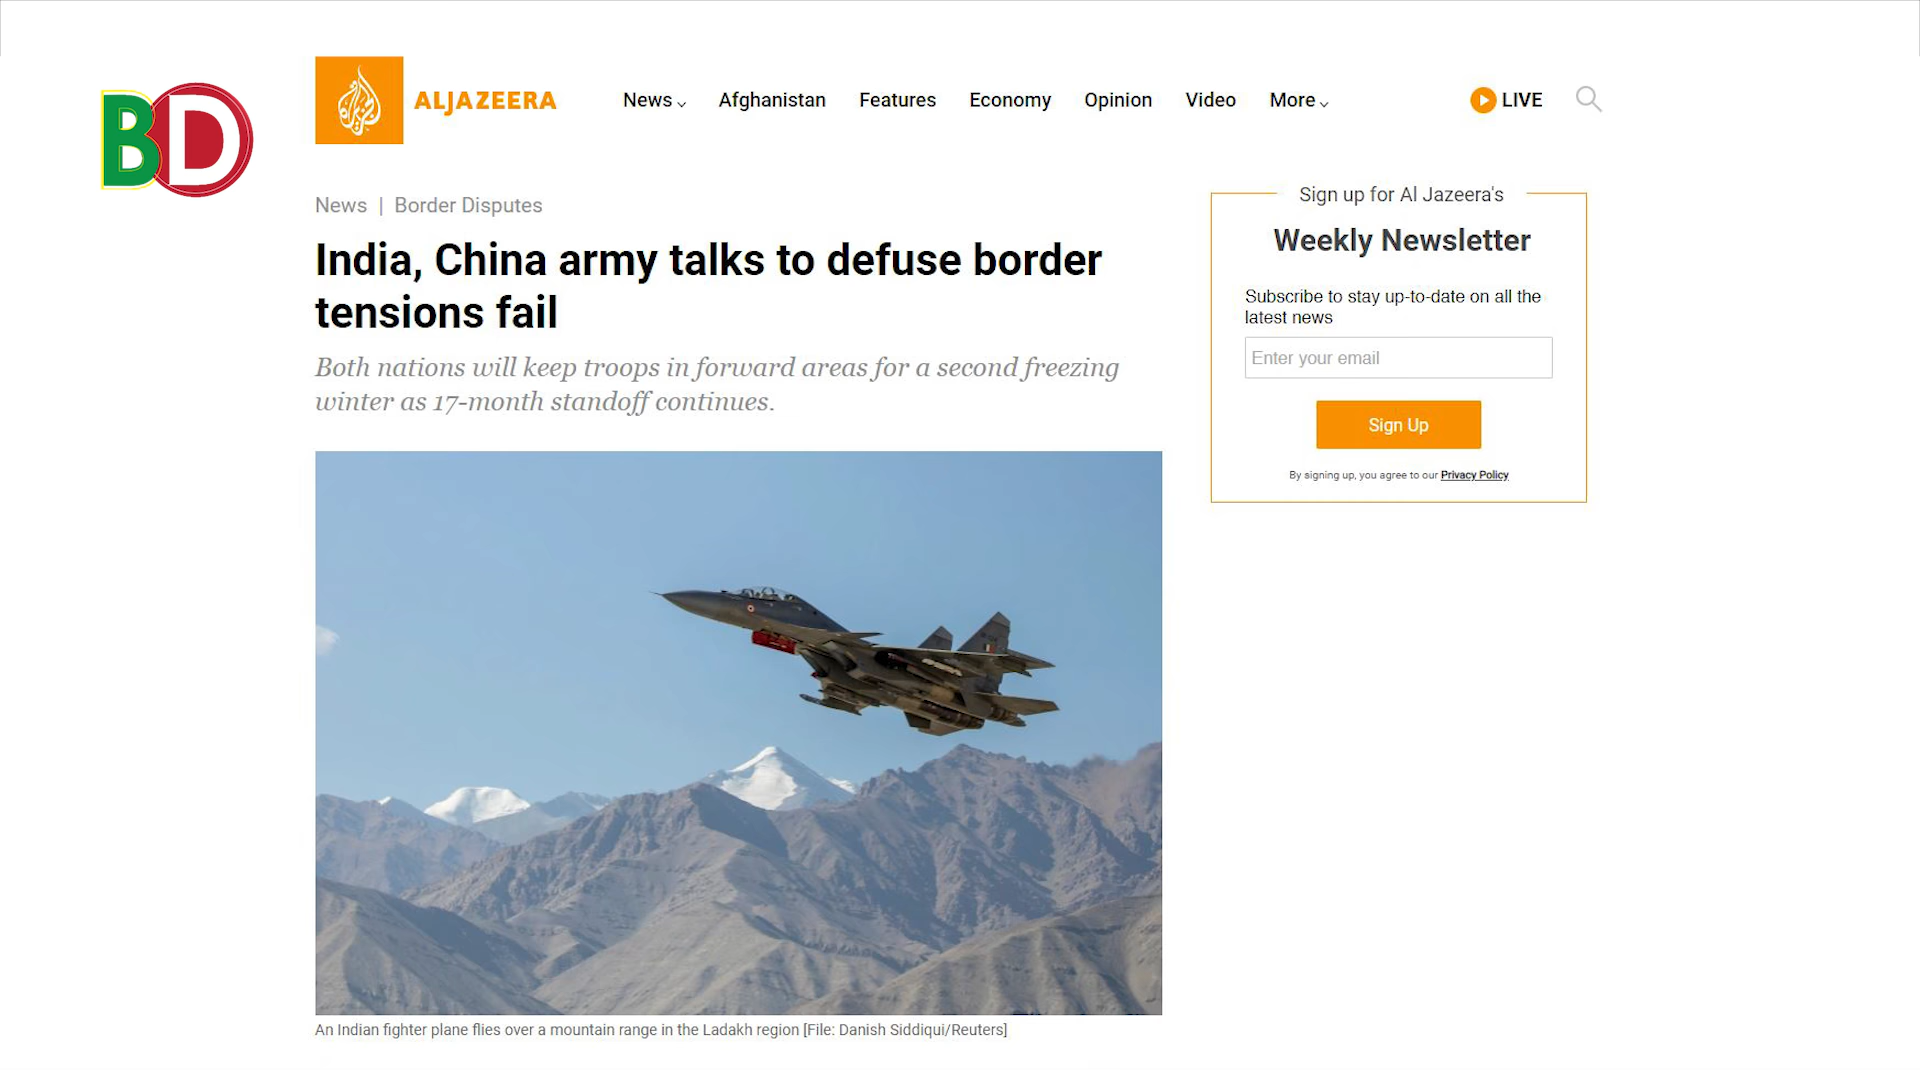 BD
ALJAZEERA
News Afghanistan Features Economy Opinion Video More LIVE
News | Border Disputes
India, China army talks to defuse border
tensions fail
Both nations will keep troops in forward areas for a second freezing
winter as 17-month standoff continues.
An Indian fighter plane flies over a mountain range in the Ladakh region [File: Danish Siddiqui/Reuters]
Sign up for Al Jazeera's
Weekly Newsletter
Subscribe to stay up-to-date on all the
latest news
Enter your email
Sign Up
By signing up, you agree to our Privacy Policy